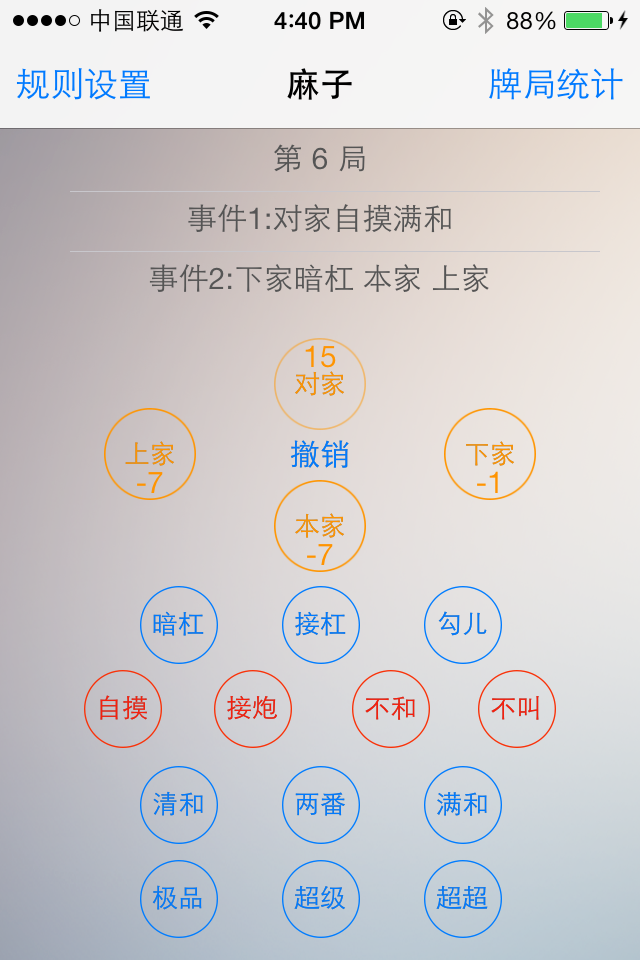 中国联通 4:40 PM 88%
规则设置 麻子 牌局统计
第 6 局
事件1:对家自摸满和
事件2:下家暗杠 本家 上家
15
对家
上家 撤销 下家
-7 -1
本家
-7
暗杠 接杠 勾儿
自摸 接炮 不和 不叫
清和 两番 满和
极品 超级 超超